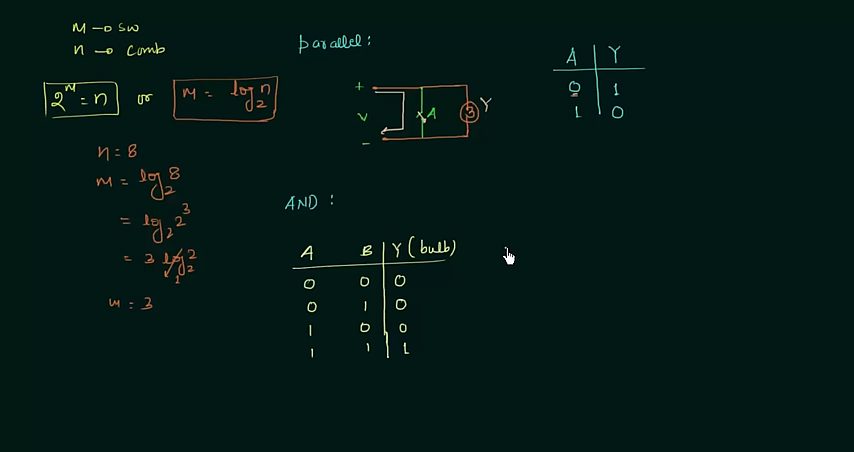 M → SW
n → Comb
2^M = n or M = log₂ n
n = 8
m = log₂ 8
= log₂ 2³
= 3 log₂ 2
1
m = 3
parallel:
+
V
-
A
Y
A Y
0 1
1 0
AND :
A B Y (bulb)
0 0 0
0 1 0
1 0 0
1 1 1